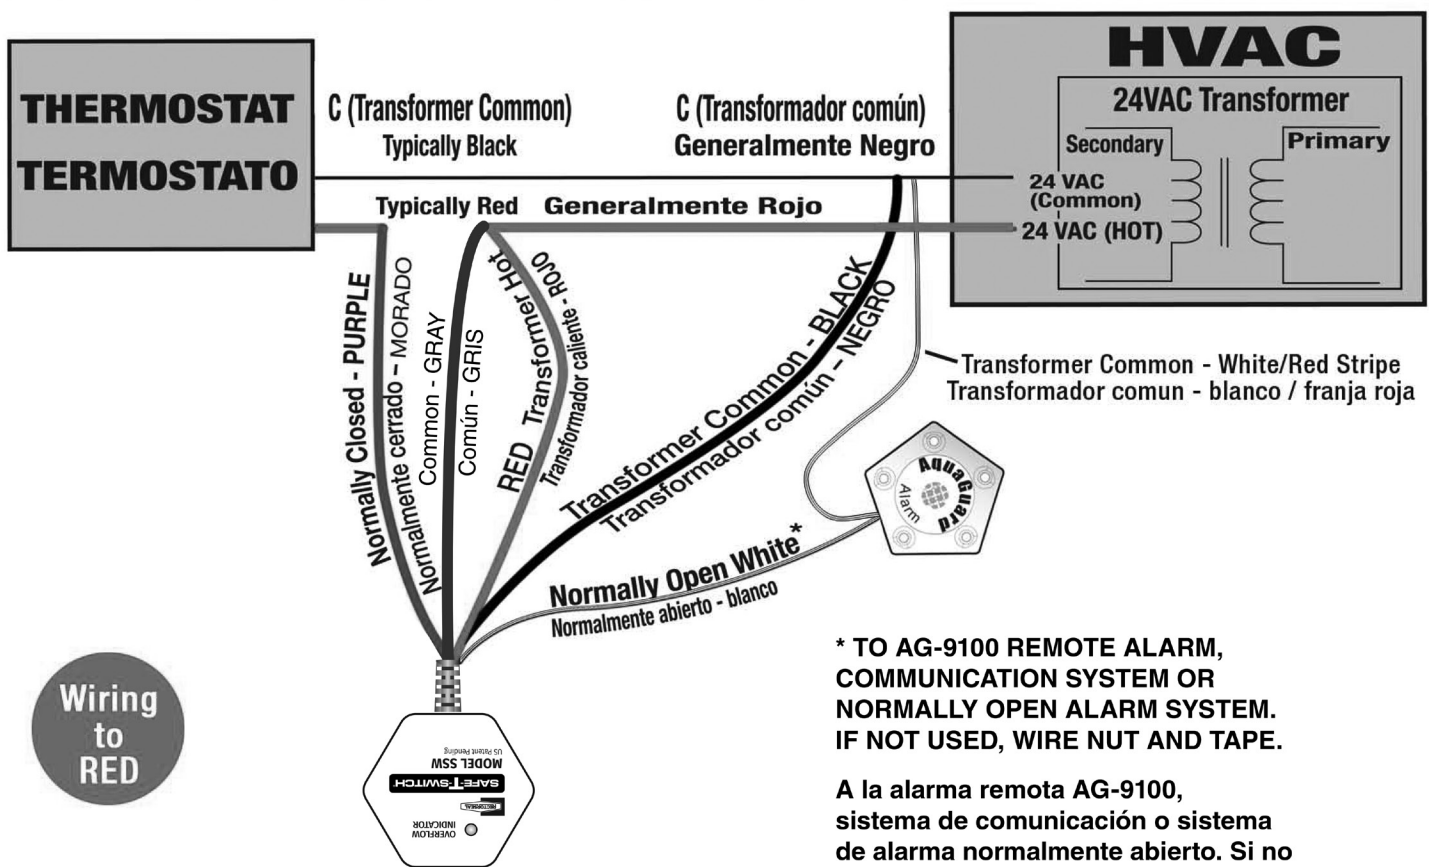 THERMOSTAT
TERMOSTATO
C (Transformer Common)
Typically Black
C (Transformador común)
Generalmente Negro
HVAC
24VAC Transformer
Secondary
Primary
24 VAC
(Common)
24 VAC (HOT)
Typically Red
Generalmente Rojo
Normally Closed - PURPLE
Normalmente cerrado – MORADO
Common - GRAY
Común - GRIS
RED Transformer Hot
Transformador caliente - ROJO
Transformer Common - BLACK
Transformador común – NEGRO
Transformer Common - White/Red Stripe
Transformador comun - blanco / franja roja
AquaGuard
Alarm
Normally Open White*
Normalmente abierto - blanco
Wiring
to
RED
OVERFLOW
INDICATOR
RECTORSEAL
SAFE-T-SWITCH
MODEL SSW
US Patent Pending
* TO AG-9100 REMOTE ALARM,
COMMUNICATION SYSTEM OR
NORMALLY OPEN ALARM SYSTEM.
IF NOT USED, WIRE NUT AND TAPE.
A la alarma remota AG-9100,
sistema de comunicación o sistema
de alarma normalmente abierto. Si no